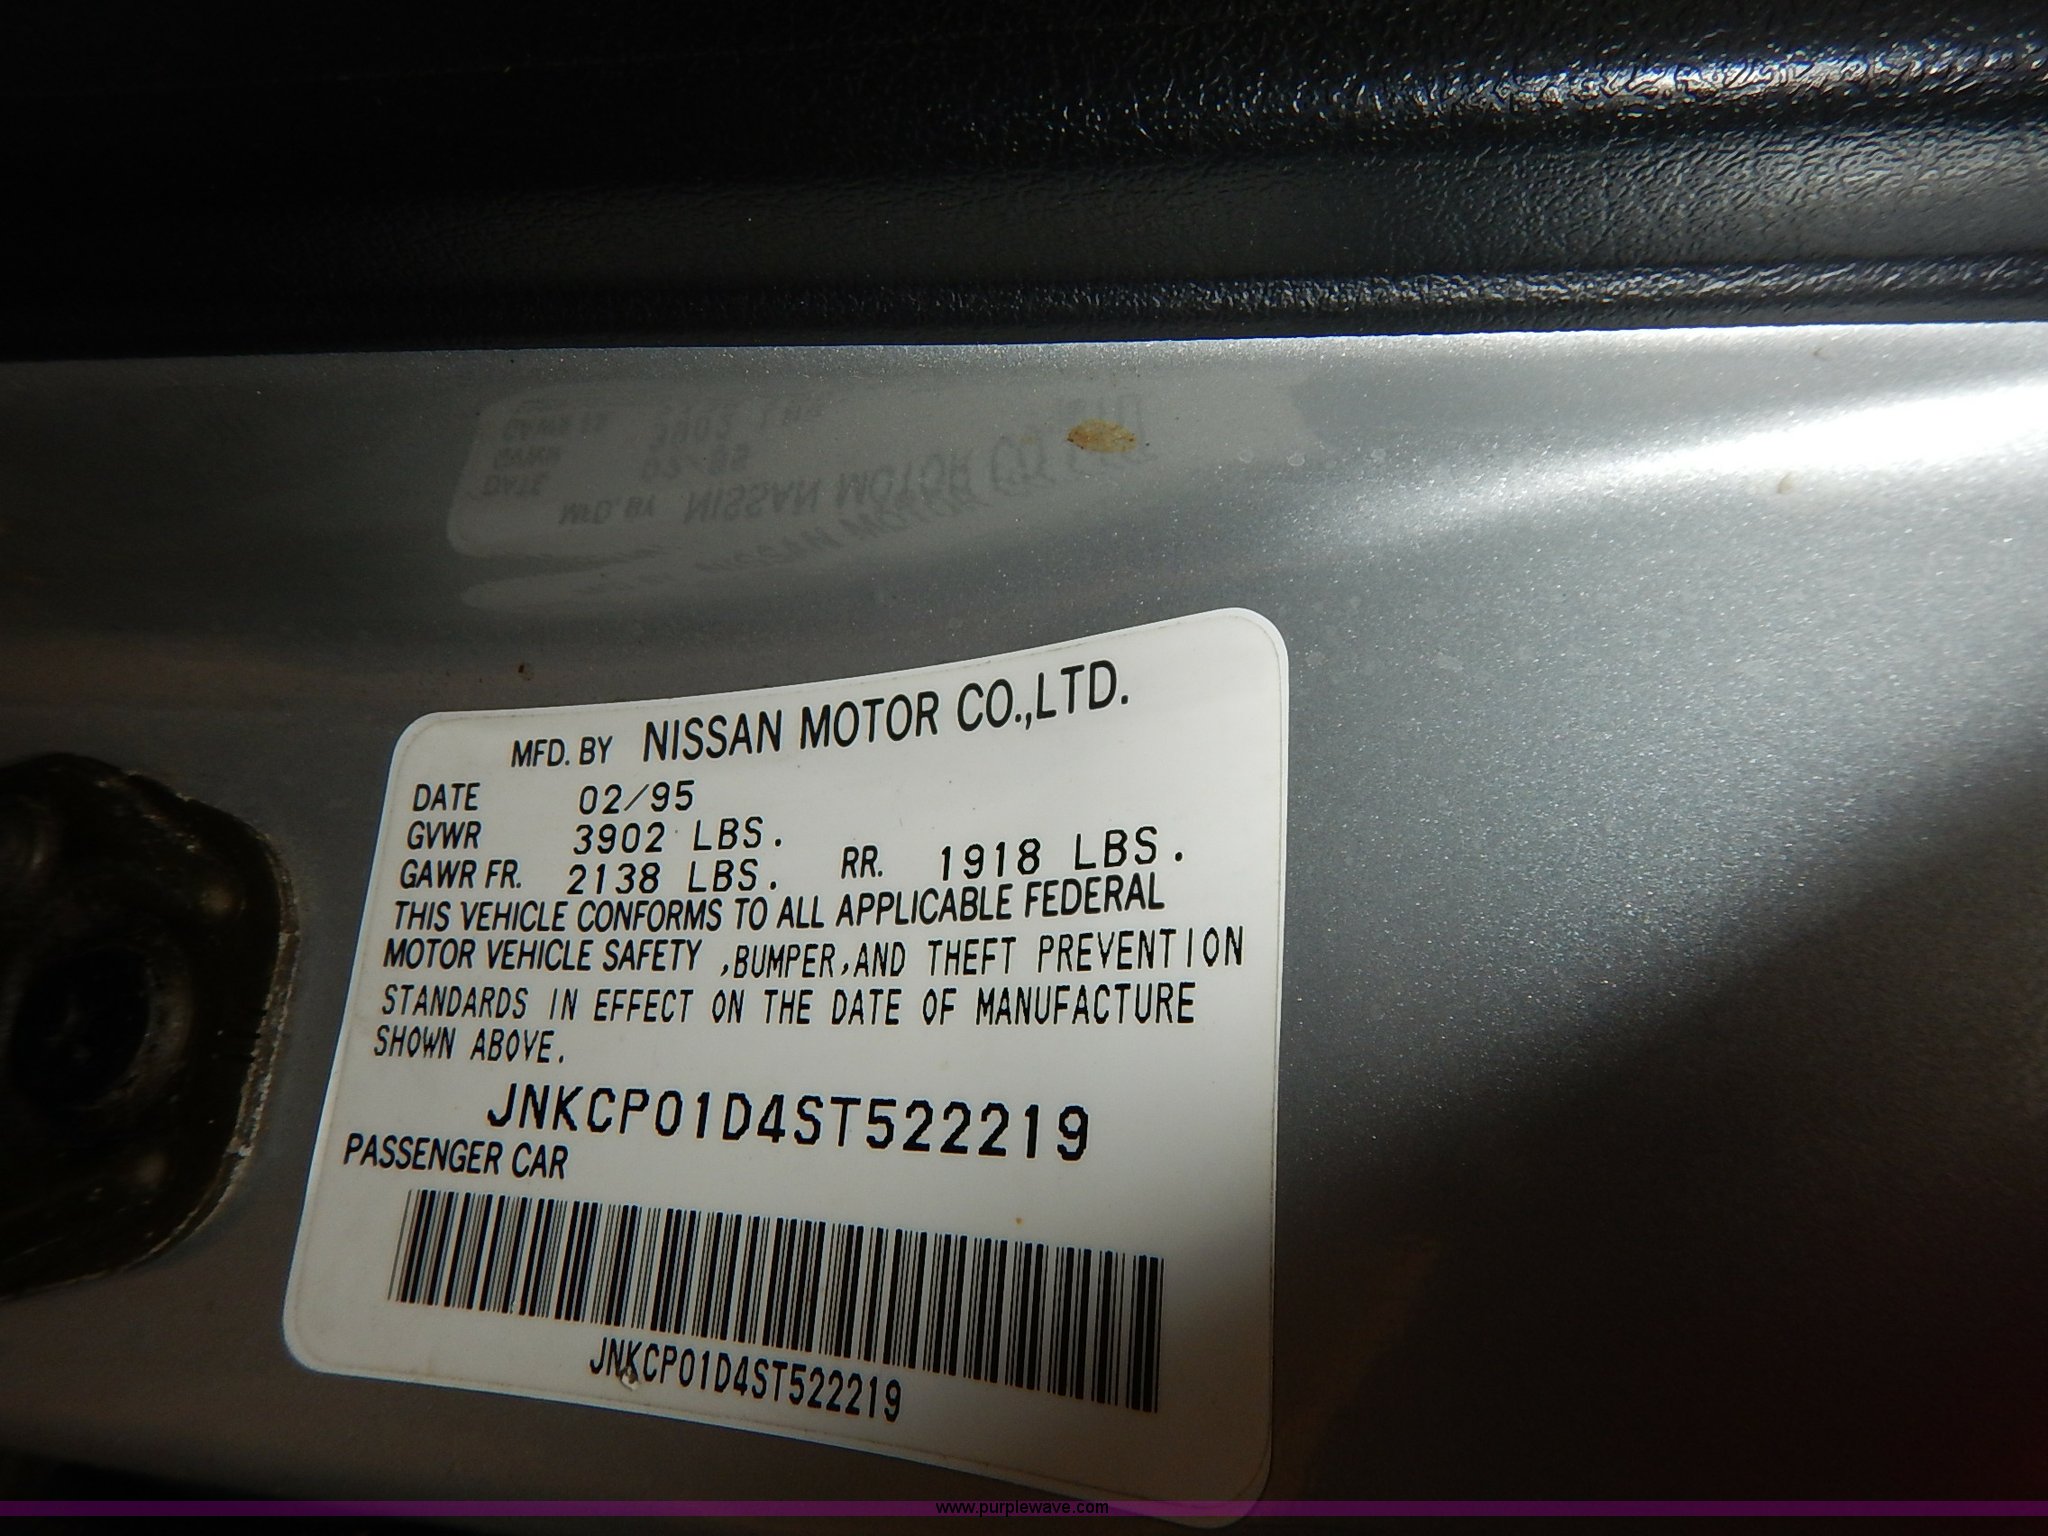 MFD. BY NISSAN MOTOR CO.,LTD.
DATE 02/95
GVWR 3902 LBS.
GAWR FR. 2138 LBS. RR. 1918 LBS.
THIS VEHICLE CONFORMS TO ALL APPLICABLE FEDERAL
MOTOR VEHICLE SAFETY ,BUMPER,AND THEFT PREVENTION
STANDARDS IN EFFECT ON THE DATE OF MANUFACTURE
SHOWN ABOVE.
JNKCP01D4ST522219
PASSENGER CAR
JNKCP01D4ST522219
www.purplewave.com